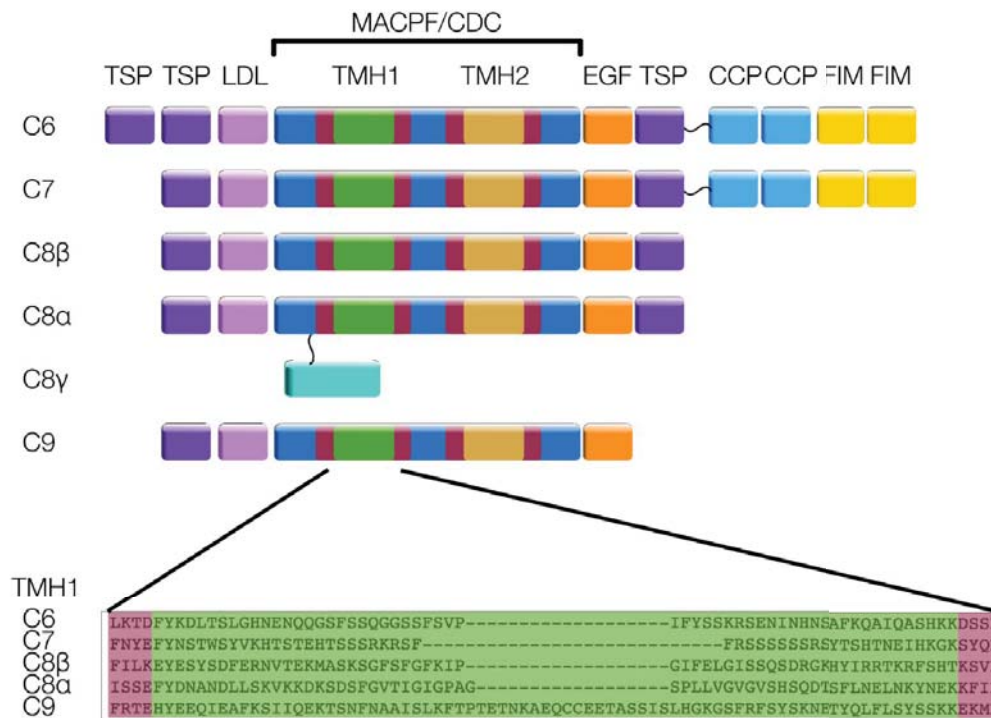 MACPF/CDC
TSP TSP LDL TMH1 TMH2 EGF TSP CCP CCP FIM FIM
C6
C7
C8β
C8α
C8γ
C9
TMH1
C6 LKTDFYKDLTSLGHNENQQGSFSSQGGSSFSVP--------------------IFYSSKRSENINHNSAFKQAIQASHKKDSS
C7 FNYEFYNSTWSYVKHTSTEHTSSSRKRSF-----------------------------FRSSSSSSRSYTSHTNEIHKGKSYQ
C8β FILKEYESYSDFERNVTEKMASKSGFSFGFKIP--------------------GIFELGISSQSDRGKHYIRRTKRFSHTKSV
C8α ISSEFYDNANDLLSKVKKDKSDSFGVTIGIGPAG-------------------SPLLVGVGVSHSQDTSFLNELNKYNEKKFI
C9 FRTEHYEEQIEAFKSIIQEKTSNFNAAISLKFTPTETNKAEQCCEETASSISLHGKGSFRFSYSKNETYQLFLSYSSKKEKM